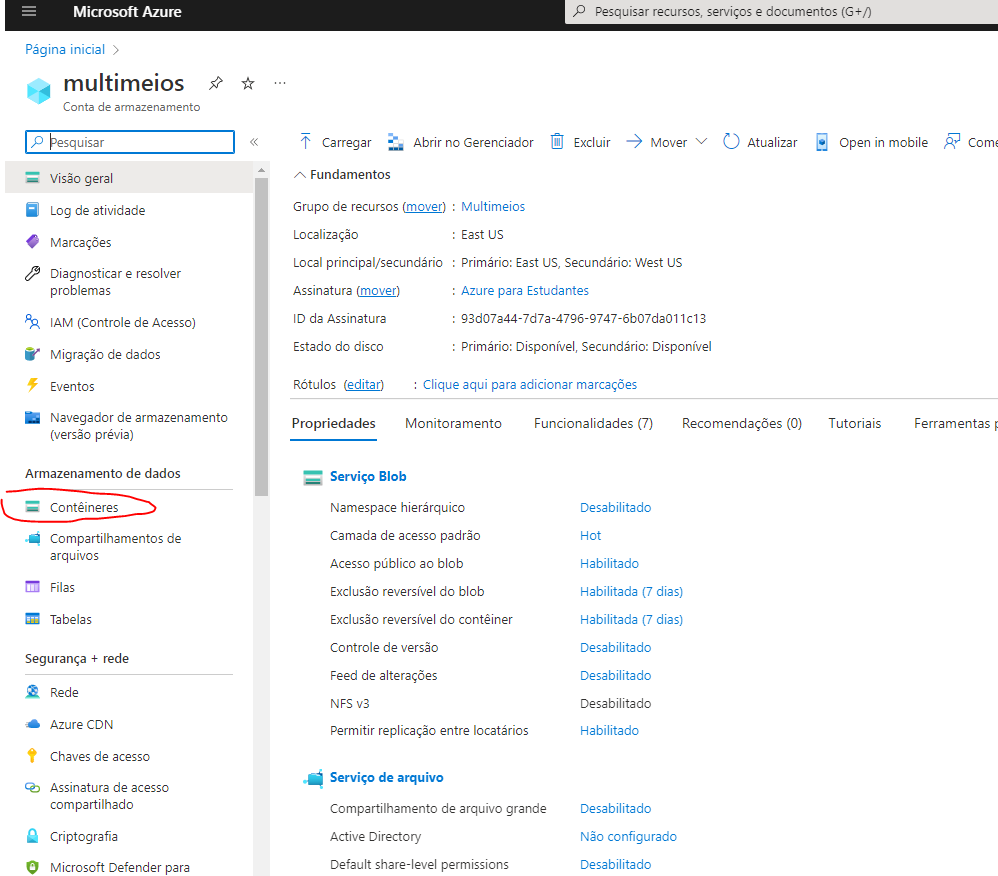 Microsoft Azure
Pesquisar recursos, serviços e documentos (G+/)
Página inicial
multimeios
Conta de armazenamento
Pesquisar
Visão geral
Log de atividade
Marcações
Diagnosticar e resolver
problemas
IAM (Controle de Acesso)
Migração de dados
Eventos
Navegador de armazenamento
(versão prévia)
Armazenamento de dados
Contêineres
Compartilhamentos de
arquivos
Filas
Tabelas
Segurança + rede
Rede
Azure CDN
Chaves de acesso
Assinatura de acesso
compartilhado
Criptografia
Microsoft Defender para
Carregar Abrir no Gerenciador Excluir Mover Atualizar Open in mobile Come
Fundamentos
Grupo de recursos (mover) : Multimeios
Localização : East US
Local principal/secundário : Primário: East US, Secundário: West US
Assinatura (mover) : Azure para Estudantes
ID da Assinatura : 93d07a44-7d7a-4796-9747-6b07da011c13
Estado do disco : Primário: Disponível, Secundário: Disponível
Rótulos (editar) : Clique aqui para adicionar marcações
Propriedades Monitoramento Funcionalidades (7) Recomendações (0) Tutoriais Ferramentas p
Serviço Blob
Namespace hierárquico Desabilitado
Camada de acesso padrão Hot
Acesso público ao blob Habilitado
Exclusão reversível do blob Habilitada (7 dias)
Exclusão reversível do contêiner Habilitada (7 dias)
Controle de versão Desabilitado
Feed de alterações Desabilitado
NFS v3 Desabilitado
Permitir replicação entre locatários Habilitado
Serviço de arquivo
Compartilhamento de arquivo grande Desabilitado
Active Directory Não configurado
Default share-level permissions Desabilitado